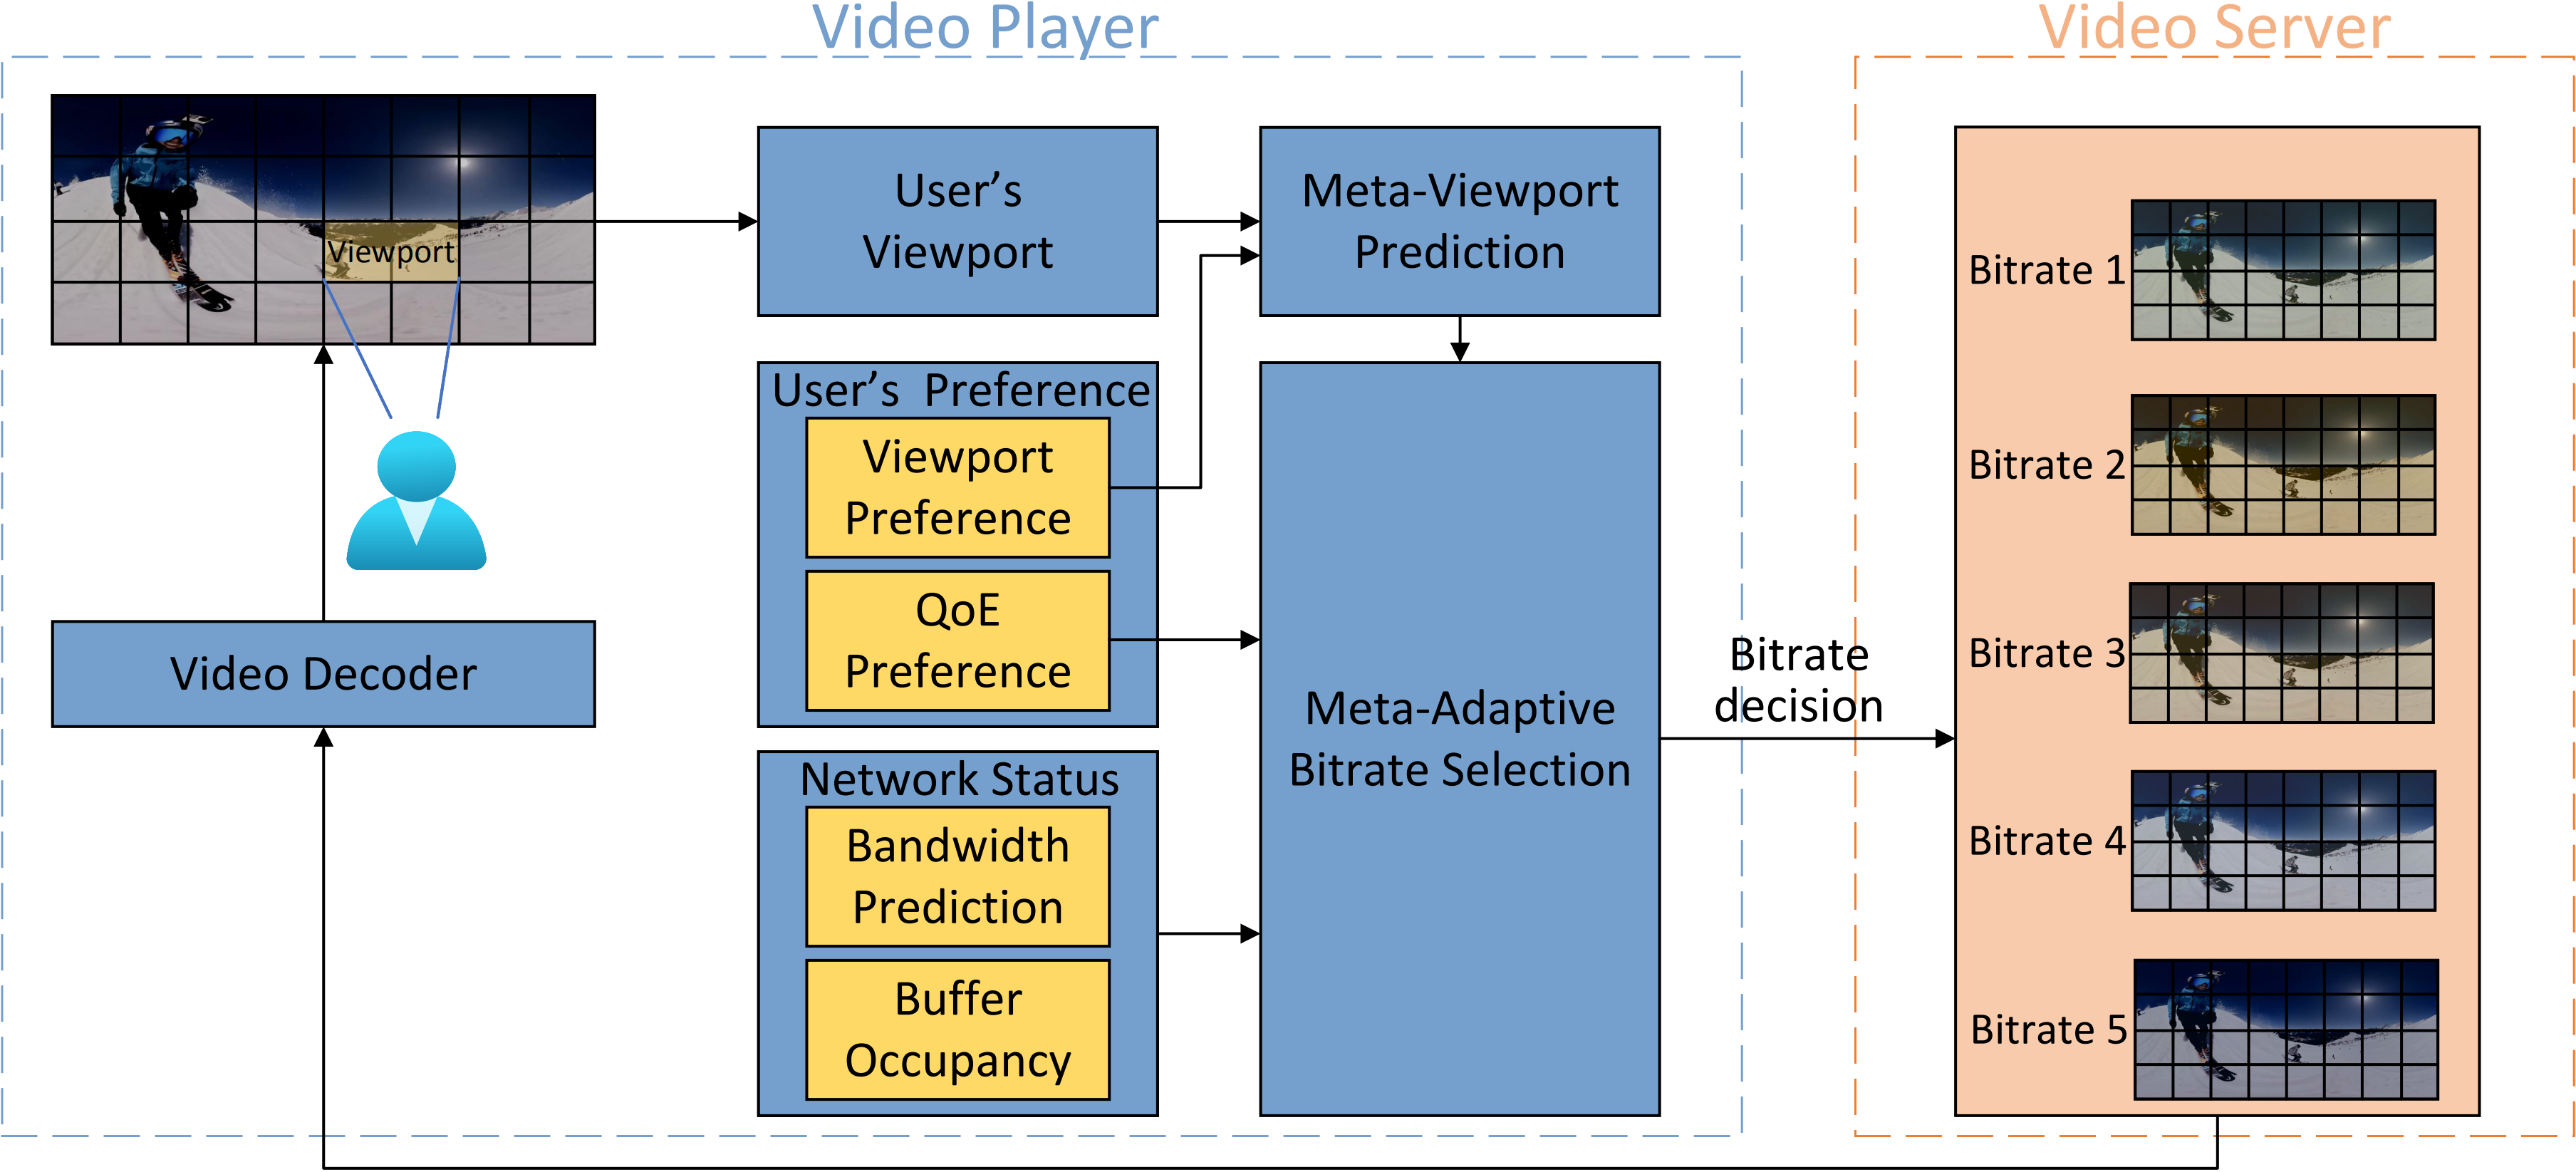 Video Player
Video Server
Viewport
User’s
Viewport
Meta-Viewport
Prediction
User’s Preference
Viewport
Preference
QoE
Preference
Video Decoder
Network Status
Bandwidth
Prediction
Buffer
Occupancy
Meta-Adaptive
Bitrate Selection
Bitrate
decision
Bitrate 1
Bitrate 2
Bitrate 3
Bitrate 4
Bitrate 5